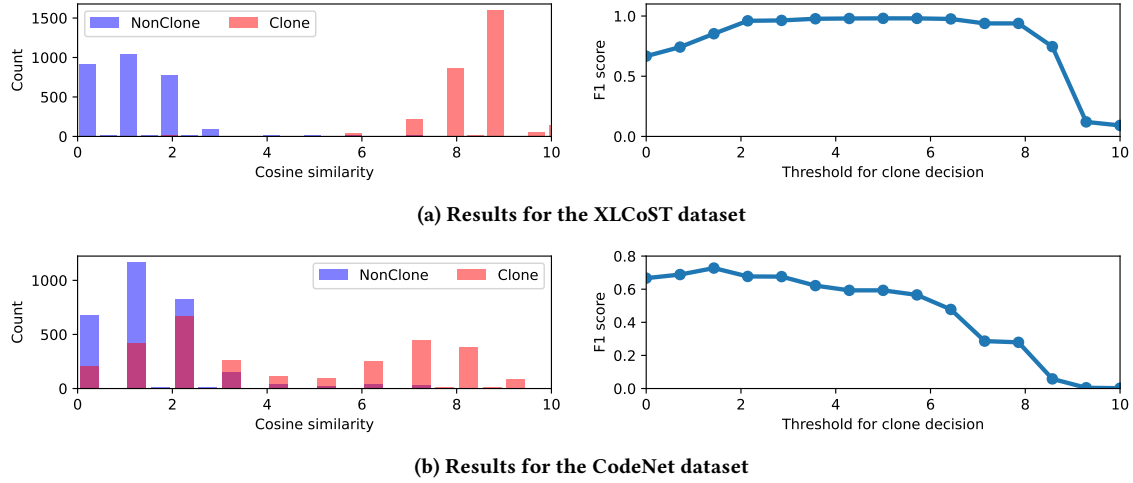 NonClone Clone
1500
1000
500
0
Count
0 2 4 6 8 10
Cosine similarity
1.0
0.5
0.0
F1 score
0 2 4 6 8 10
Threshold for clone decision
(a) Results for the XLCoST dataset
NonClone Clone
1000
500
0
Count
0 2 4 6 8 10
Cosine similarity
0.8
0.6
0.4
0.2
0.0
F1 score
0 2 4 6 8 10
Threshold for clone decision
(b) Results for the CodeNet dataset